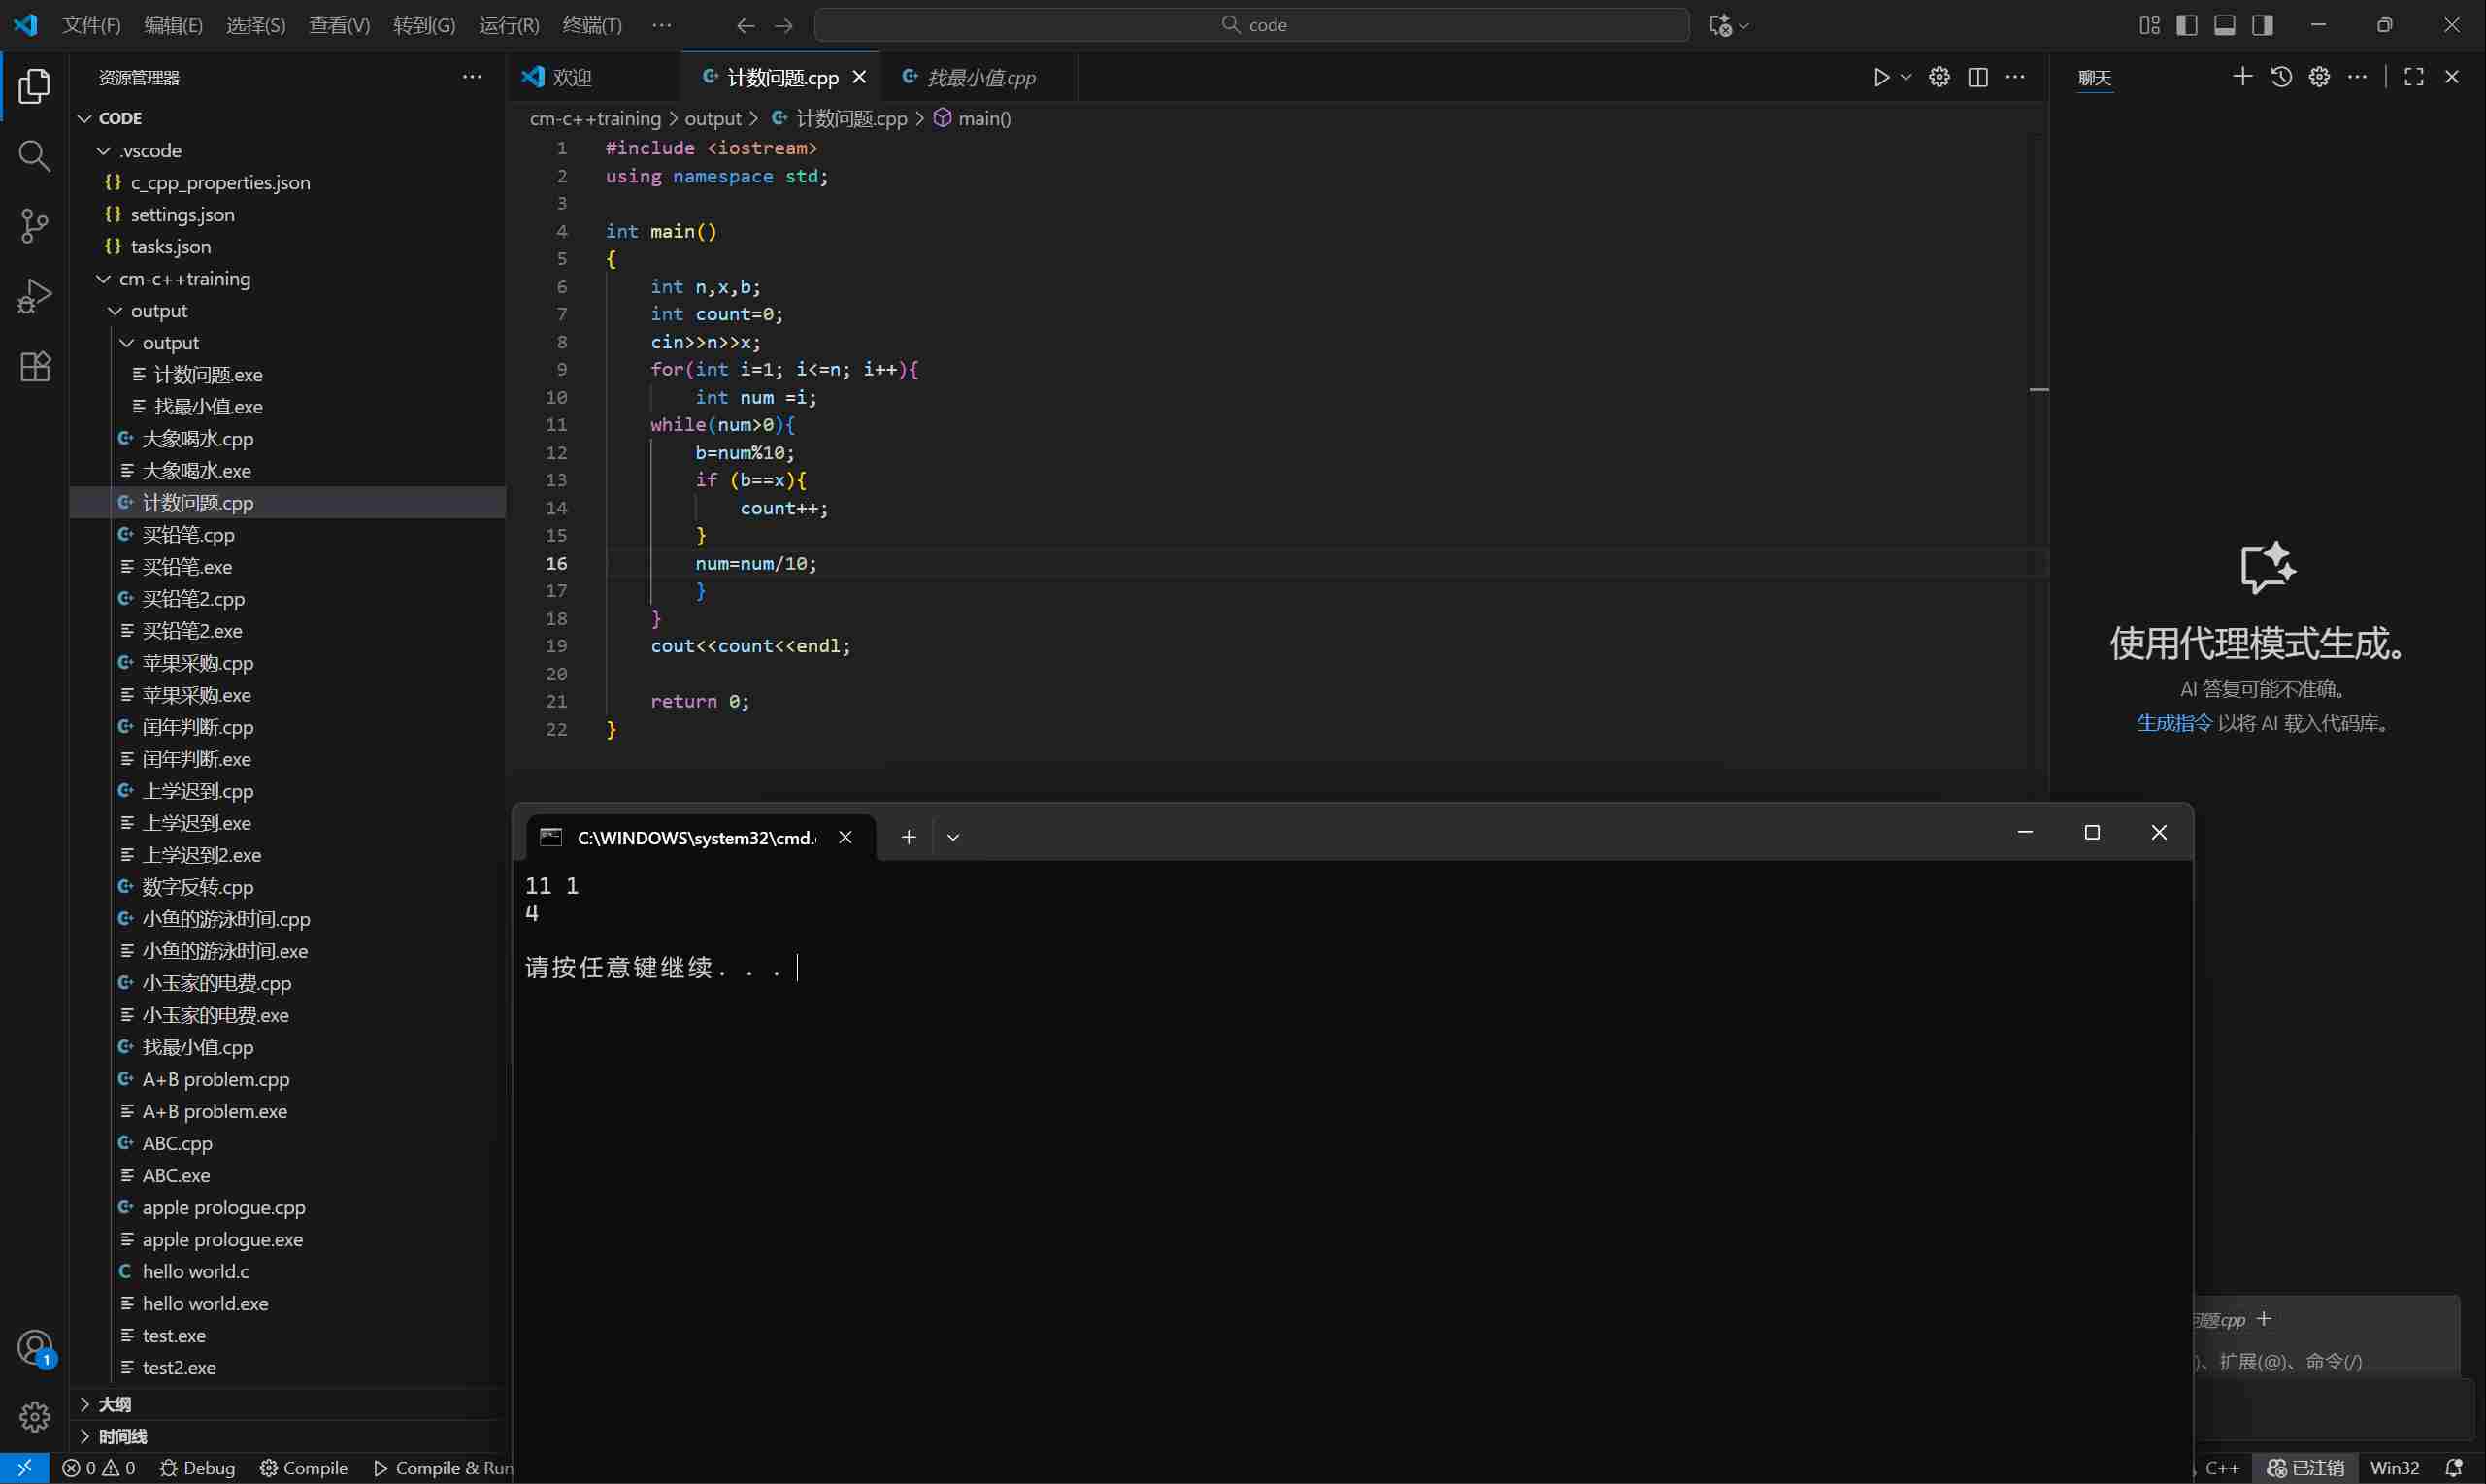 文件(F) 编辑(E) 选择(S) 查看(V) 转到(G) 运行(R) 终端(T) ··· code
资源管理器 ···
CODE
.vscode
{} c_cpp_properties.json
{} settings.json
{} tasks.json
cm-c++training
output
output
计数问题.exe
找最小值.exe
大象喝水.cpp
大象喝水.exe
计数问题.cpp
买铅笔.cpp
买铅笔.exe
买铅笔2.cpp
买铅笔2.exe
苹果采购.cpp
苹果采购.exe
闰年判断.cpp
闰年判断.exe
上学迟到.cpp
上学迟到.exe
上学迟到2.exe
数字反转.cpp
小鱼的游泳时间.cpp
小鱼的游泳时间.exe
小玉家的电费.cpp
小玉家的电费.exe
找最小值.cpp
A+B problem.cpp
A+B problem.exe
ABC.cpp
ABC.exe
apple prologue.cpp
apple prologue.exe
C hello world.c
hello world.exe
test.exe
test2.exe
大纲
时间线
1
欢迎 计数问题.cpp 找最小值.cpp
cm-c++training > output > 计数问题.cpp > main()
1 #include <iostream>
2 using namespace std;
3
4 int main()
5 {
6 int n,x,b;
7 int count=0;
8 cin>>n>>x;
9 for(int i=1; i<=n; i++){
10 int num =i;
11 while(num>0){
12 b=num%10;
13 if (b==x){
14 count++;
15 }
16 num=num/10;
17 }
18 }
19 cout<<count<<endl;
20
21 return 0;
22 }
C:\WINDOWS\system32\cmd.
11 1
4
请按任意键继续. . .
聊天
使用代理模式生成。
AI 答复可能不准确。
生成指令 以将 AI 载入代码库。
问题.cpp
、扩展(@)、命令(/)
0 0 Debug Compile Compile & Run C++ 已注销 Win32